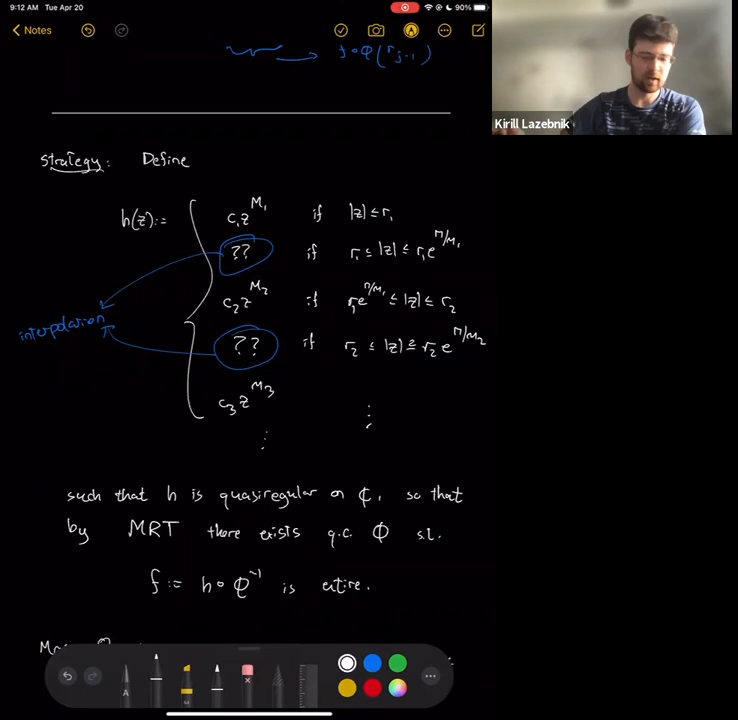 9:12 AM Tue Apr 20
90%
Notes
f∘φ(r_{j-1})
Kirill Lazebnik
Strategy: Define
h(z) := c₁z^{M₁} if |z| ≤ r₁
?? if r₁ ≤ |z| ≤ r₁e^{π/M₁}
c₂z^{M₂} if r₁e^{π/M₁} ≤ |z| ≤ r₂
interpolation
?? if r₂ ≤ |z| ≤ r₂e^{π/M₂}
c₃z^{M₃} ⋮
⋮
such that h is quasiregular on ℂ, so that
by MRT there exists q.c. φ s.t.
f := h∘φ⁻¹ is entire.